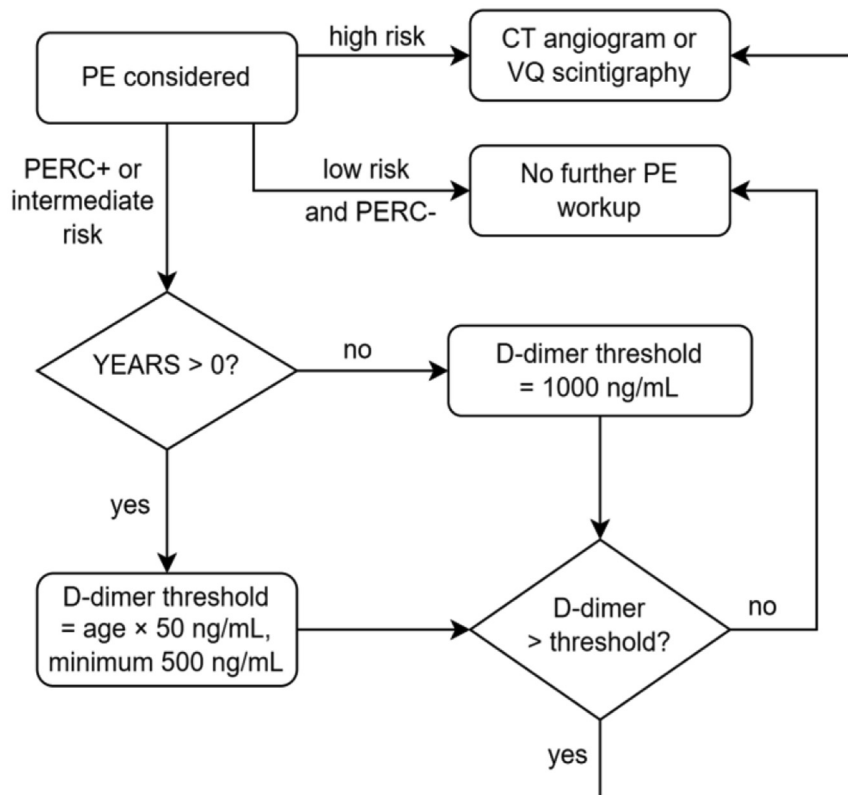 PE considered
high risk
CT angiogram or
VQ scintigraphy
PERC+ or
intermediate
risk
low risk
and PERC-
No further PE
workup
YEARS > 0?
no
D-dimer threshold
= 1000 ng/mL
yes
D-dimer threshold
= age × 50 ng/mL,
minimum 500 ng/mL
D-dimer
> threshold?
no
yes